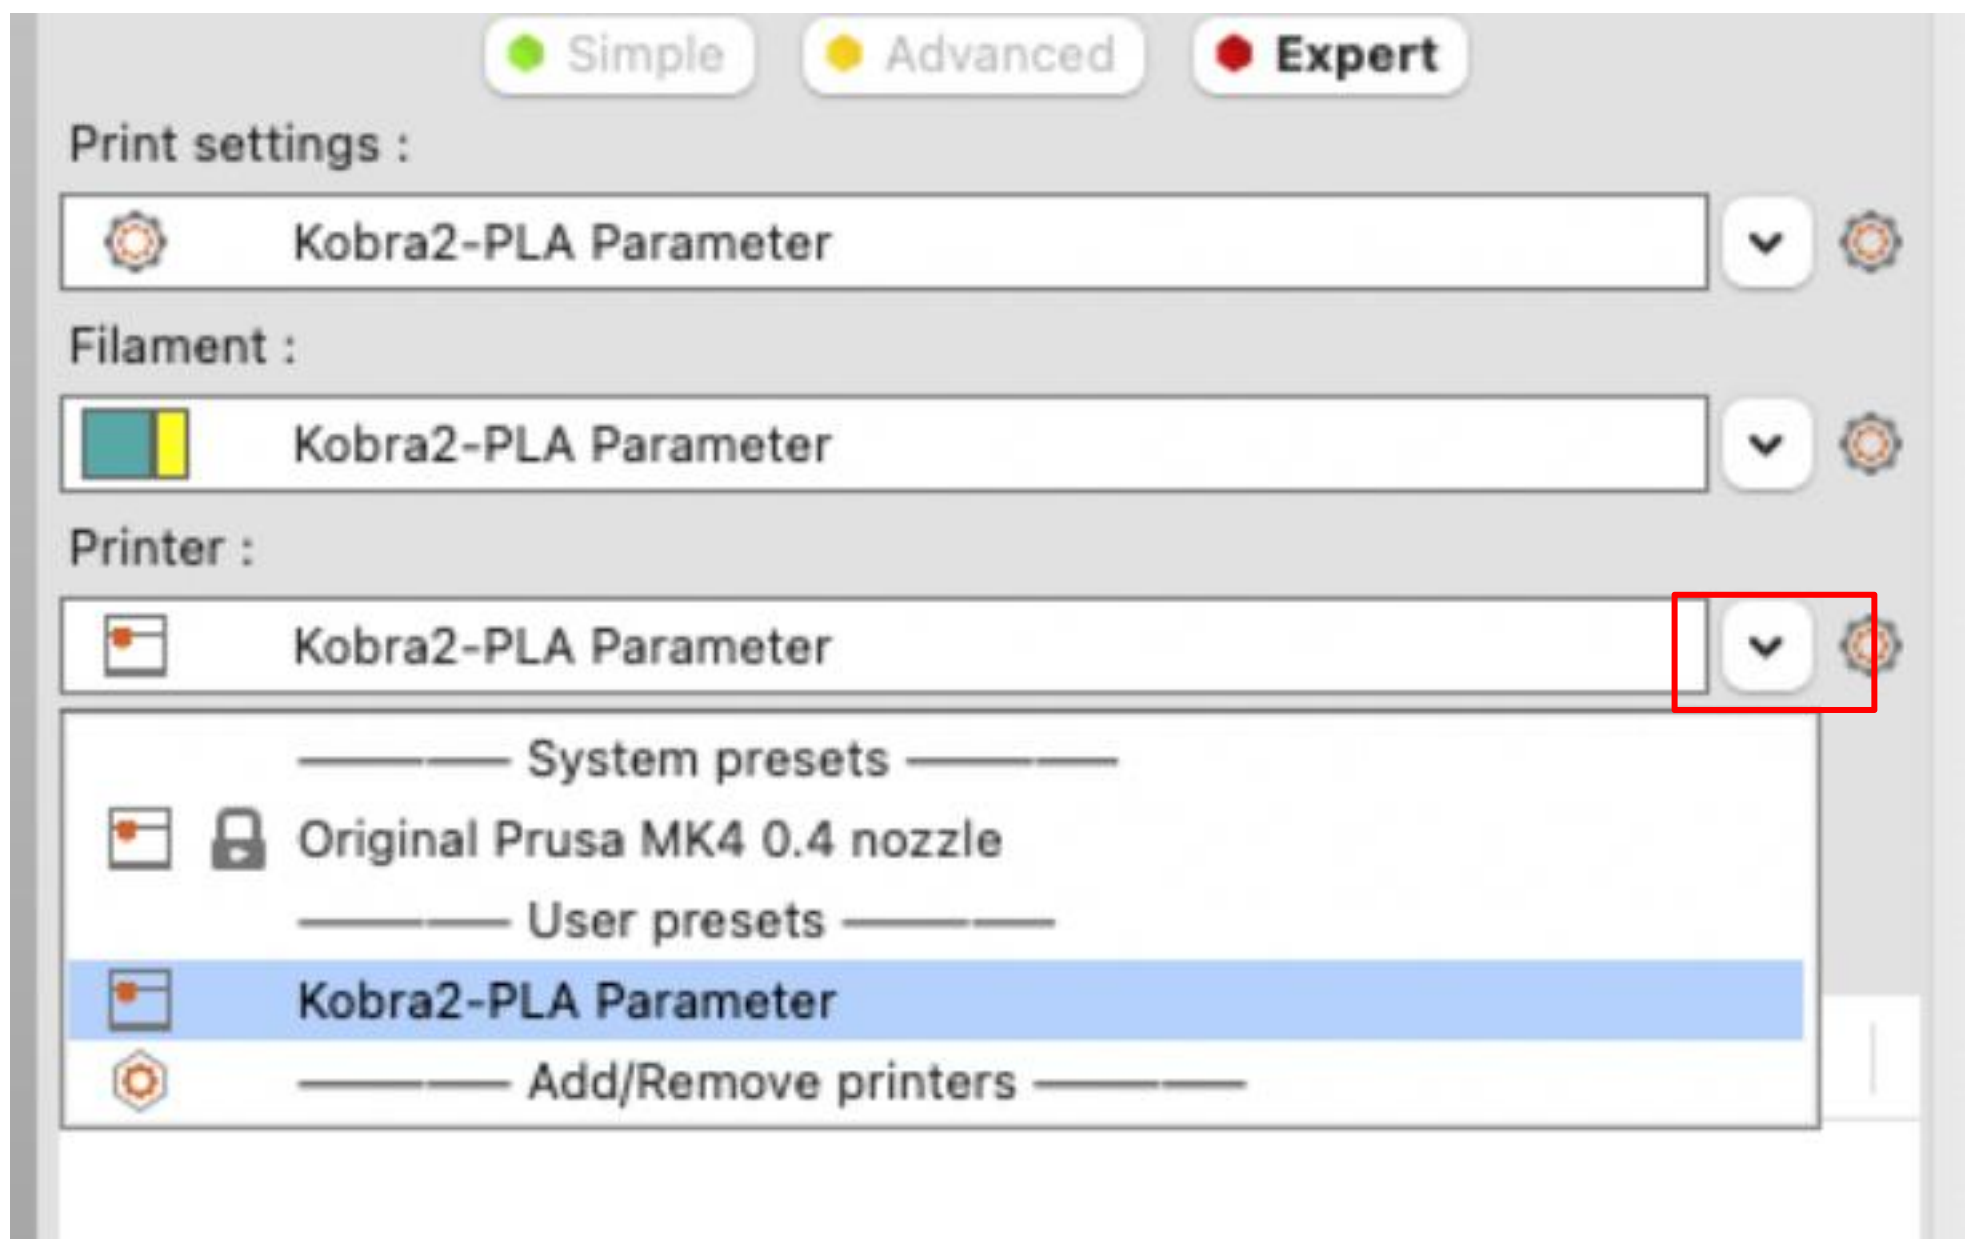 Simple Advanced Expert
Print settings :
Kobra2-PLA Parameter
Filament :
Kobra2-PLA Parameter
Printer :
Kobra2-PLA Parameter
———— System presets ————
Original Prusa MK4 0.4 nozzle
———— User presets ————
Kobra2-PLA Parameter
———— Add/Remove printers ————